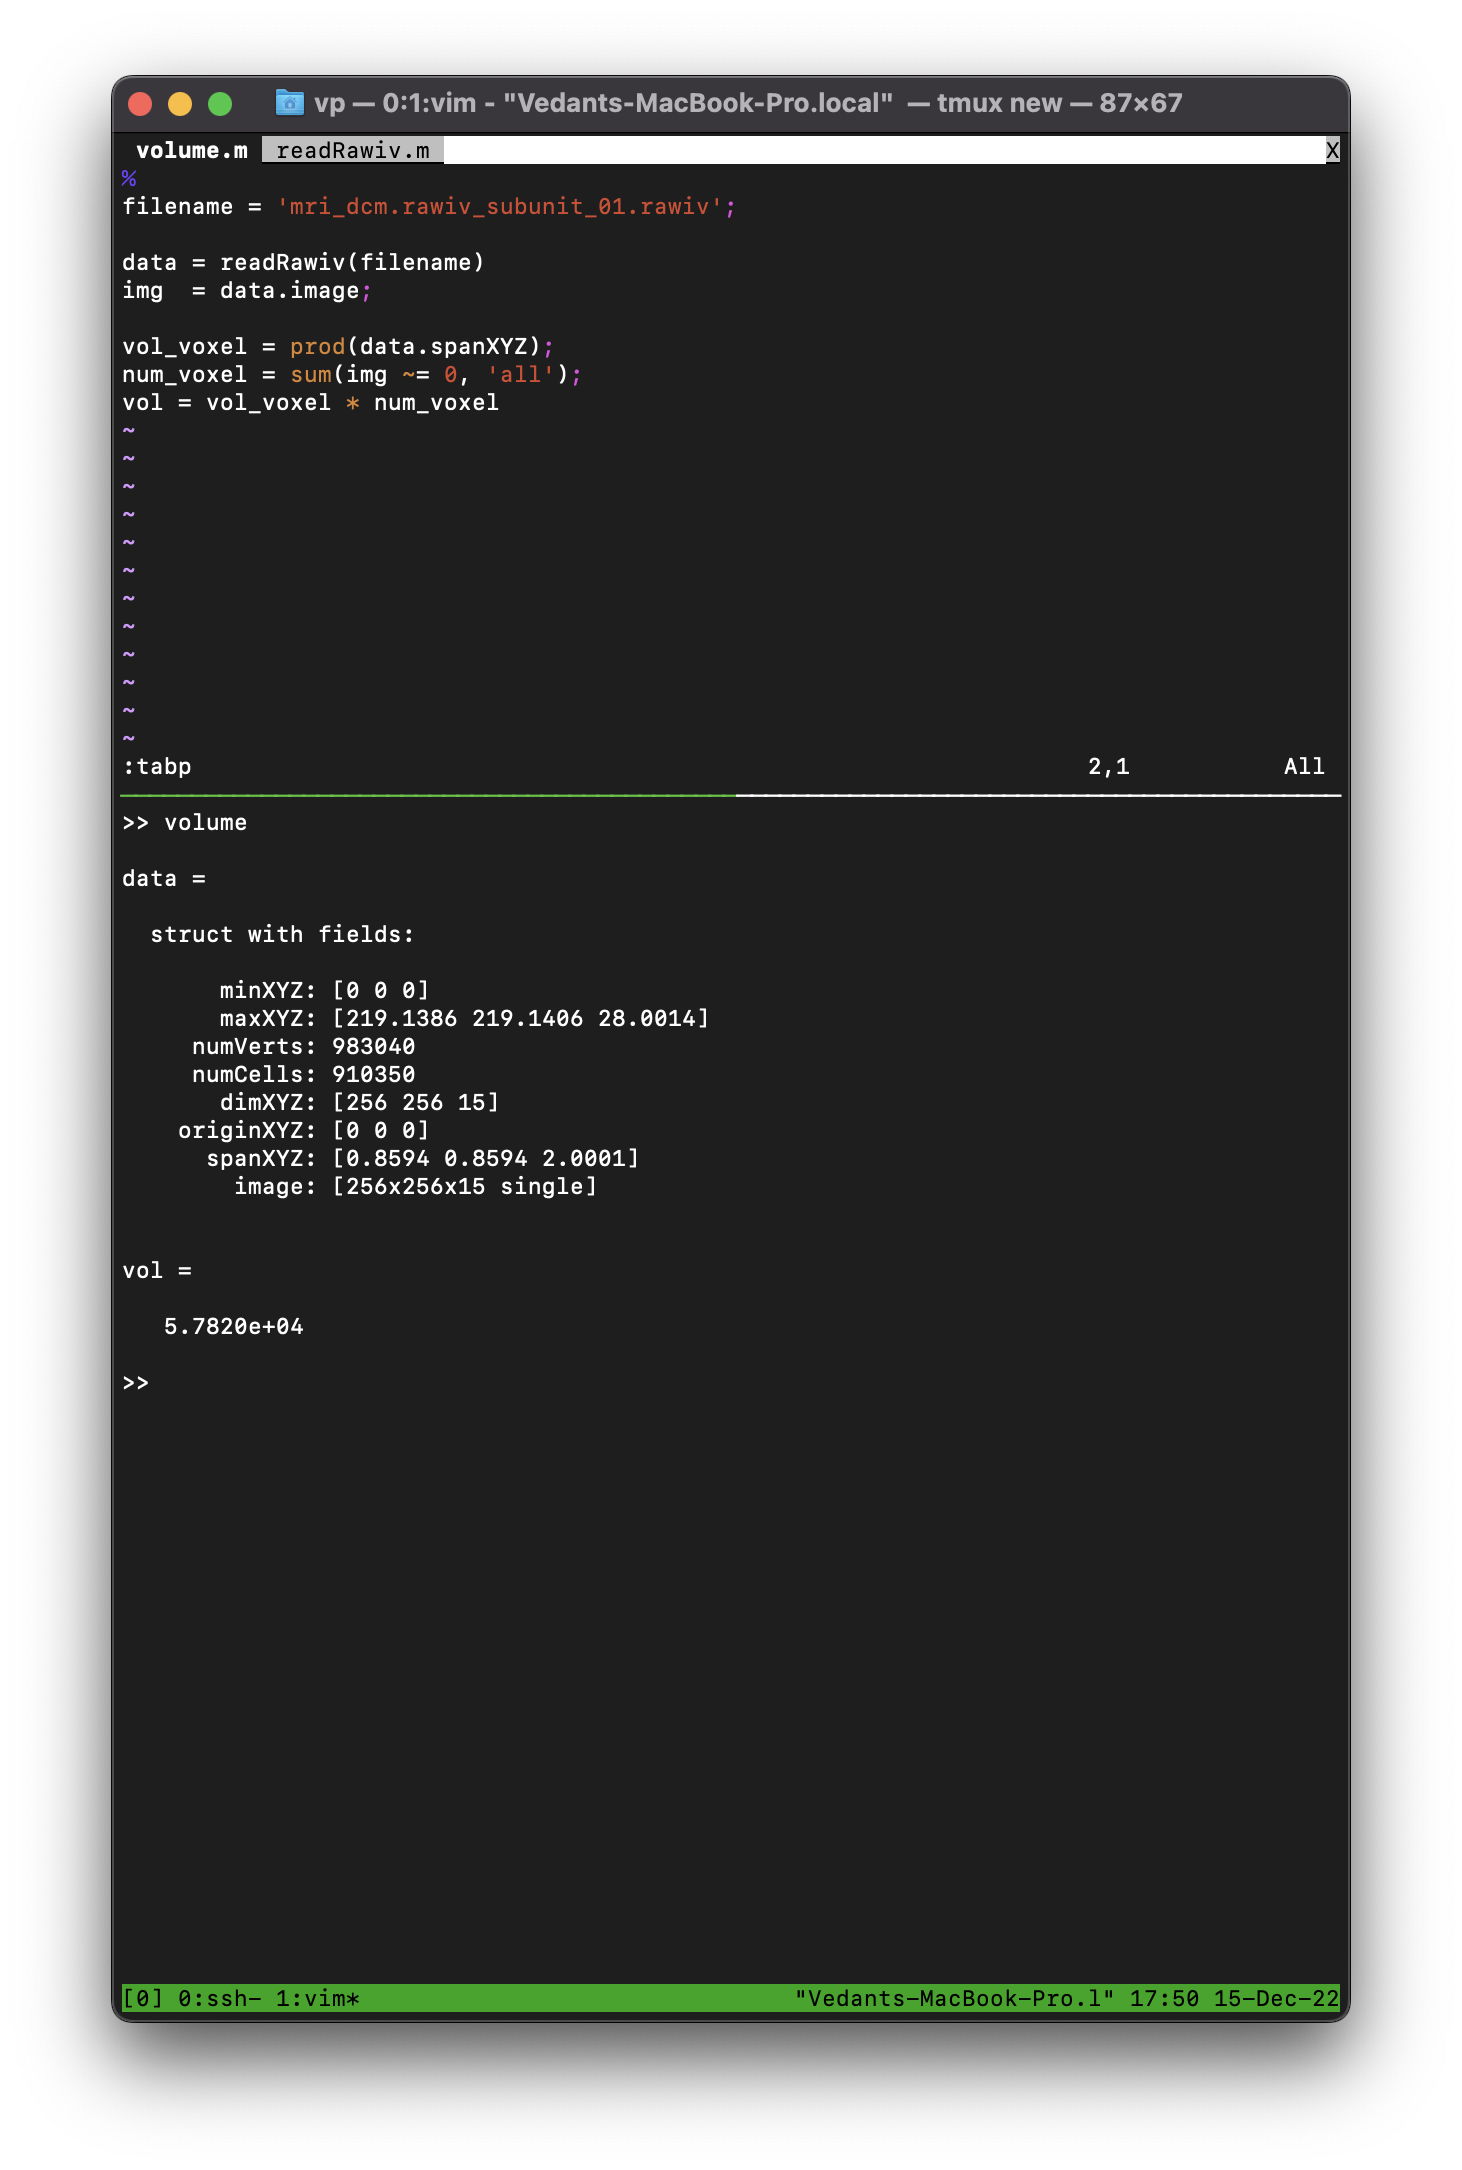 vp — 0:1:vim - "Vedants-MacBook-Pro.local" — tmux new — 87×67
volume.m readRawiv.m X
%
filename = 'mri_dcm.rawiv_subunit_01.rawiv';
data = readRawiv(filename)
img  = data.image;
vol_voxel = prod(data.spanXYZ);
num_voxel = sum(img ~= 0, 'all');
vol = vol_voxel * num_voxel
~
~
~
~
~
~
~
~
~
~
~
~
:tabp 2,1 All
>> volume
data =
struct with fields:
minXYZ: [0 0 0]
maxXYZ: [219.1386 219.1406 28.0014]
numVerts: 983040
numCells: 910350
dimXYZ: [256 256 15]
originXYZ: [0 0 0]
spanXYZ: [0.8594 0.8594 2.0001]
image: [256x256x15 single]
vol =
5.7820e+04
>>
[0] 0:ssh- 1:vim* "Vedants-MacBook-Pro.l" 17:50 15-Dec-22